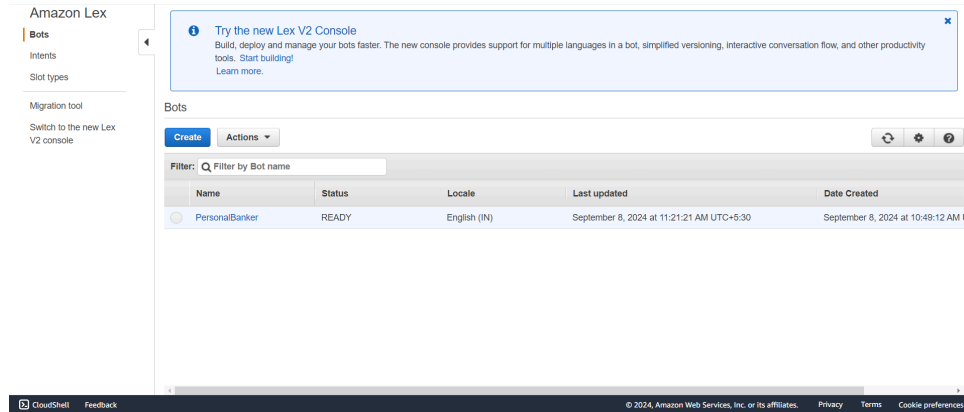 Amazon Lex
Bots
Intents
Slot types
Migration tool
Switch to the new Lex
V2 console
Try the new Lex V2 Console
Build, deploy and manage your bots faster. The new console provides support for multiple languages in a bot, simplified versioning, interactive conversation flow, and other productivity
tools. Start building!
Learn more.
Bots
Create Actions
Filter: Filter by Bot name
Name Status Locale Last updated Date Created
PersonalBanker READY English (IN) September 8, 2024 at 11:21:21 AM UTC+5:30 September 8, 2024 at 10:49:12 AM
CloudShell Feedback © 2024, Amazon Web Services, Inc. or its affiliates. Privacy Terms Cookie preferences